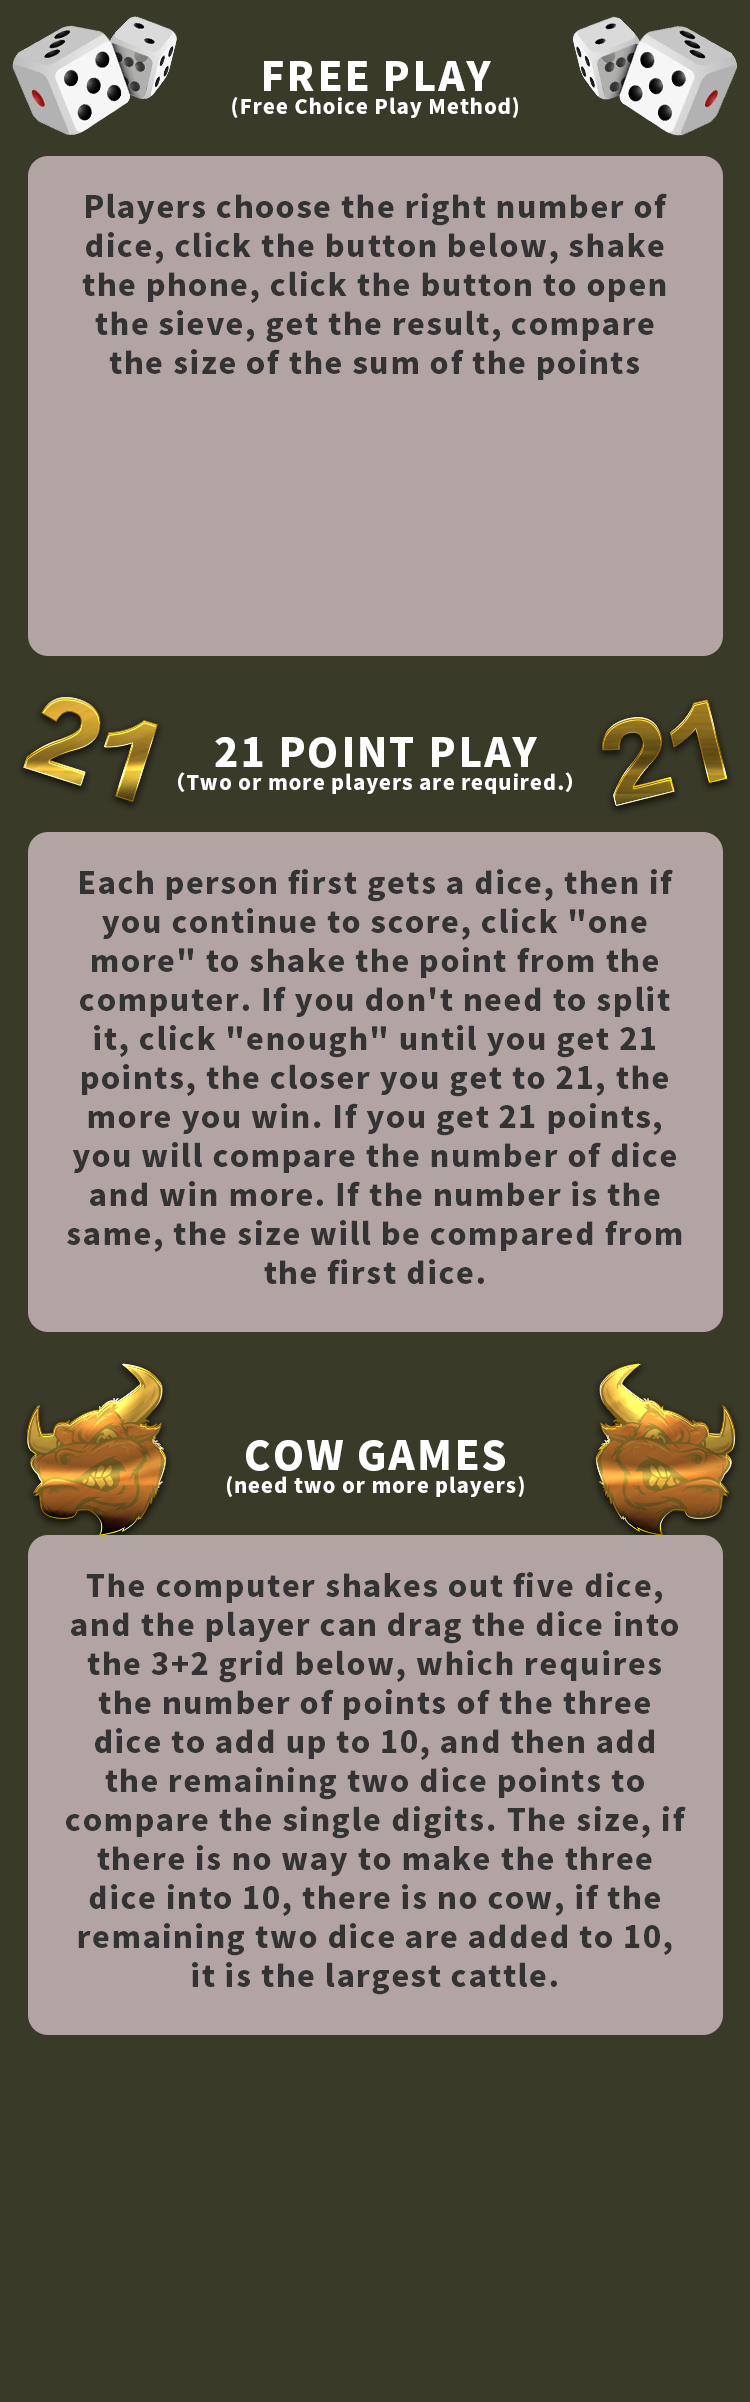 FREE PLAY
(Free Choice Play Method)
Players choose the right number of
dice, click the button below, shake
the phone, click the button to open
the sieve, get the result, compare
the size of the sum of the points
21
21 POINT PLAY
21
(Two or more players are required.)
Each person first gets a dice, then if
you continue to score, click "one
more" to shake the point from the
computer. If you don't need to split
it, click "enough" until you get 21
points, the closer you get to 21, the
more you win. If you get 21 points,
you will compare the number of dice
and win more. If the number is the
same, the size will be compared from
the first dice.
COW GAMES
(need two or more players)
The computer shakes out five dice,
and the player can drag the dice into
the 3+2 grid below, which requires
the number of points of the three
dice to add up to 10, and then add
the remaining two dice points to
compare the single digits. The size, if
there is no way to make the three
dice into 10, there is no cow, if the
remaining two dice are added to 10,
it is the largest cattle.